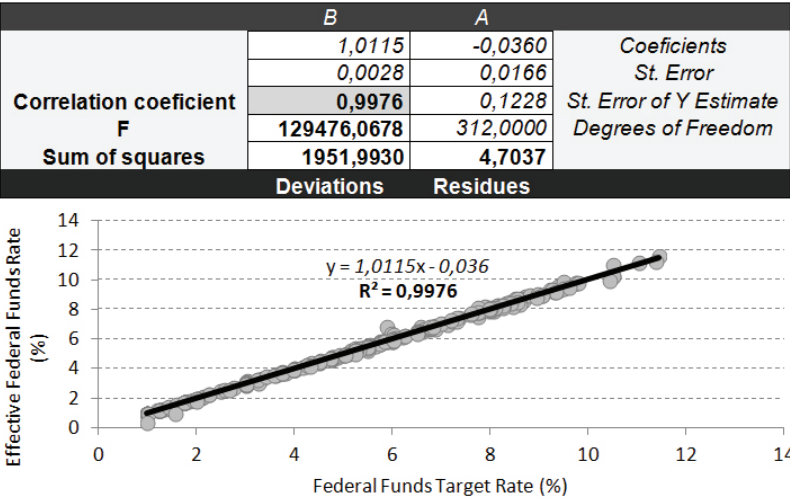 B A
1,0115 -0,0360 Coeficients
0,0028 0,0166 St. Error
Correlation coeficient 0,9976 0,1228 St. Error of Y Estimate
F 129476,0678 312,0000 Degrees of Freedom
Sum of squares 1951,9930 4,7037
Deviations Residues
14
12
10
8
6
4
2
0
y = 1,0115x - 0,036
R² = 0,9976
Effective Federal Funds Rate
(%)
0 2 4 6 8 10 12 14
Federal Funds Target Rate (%)